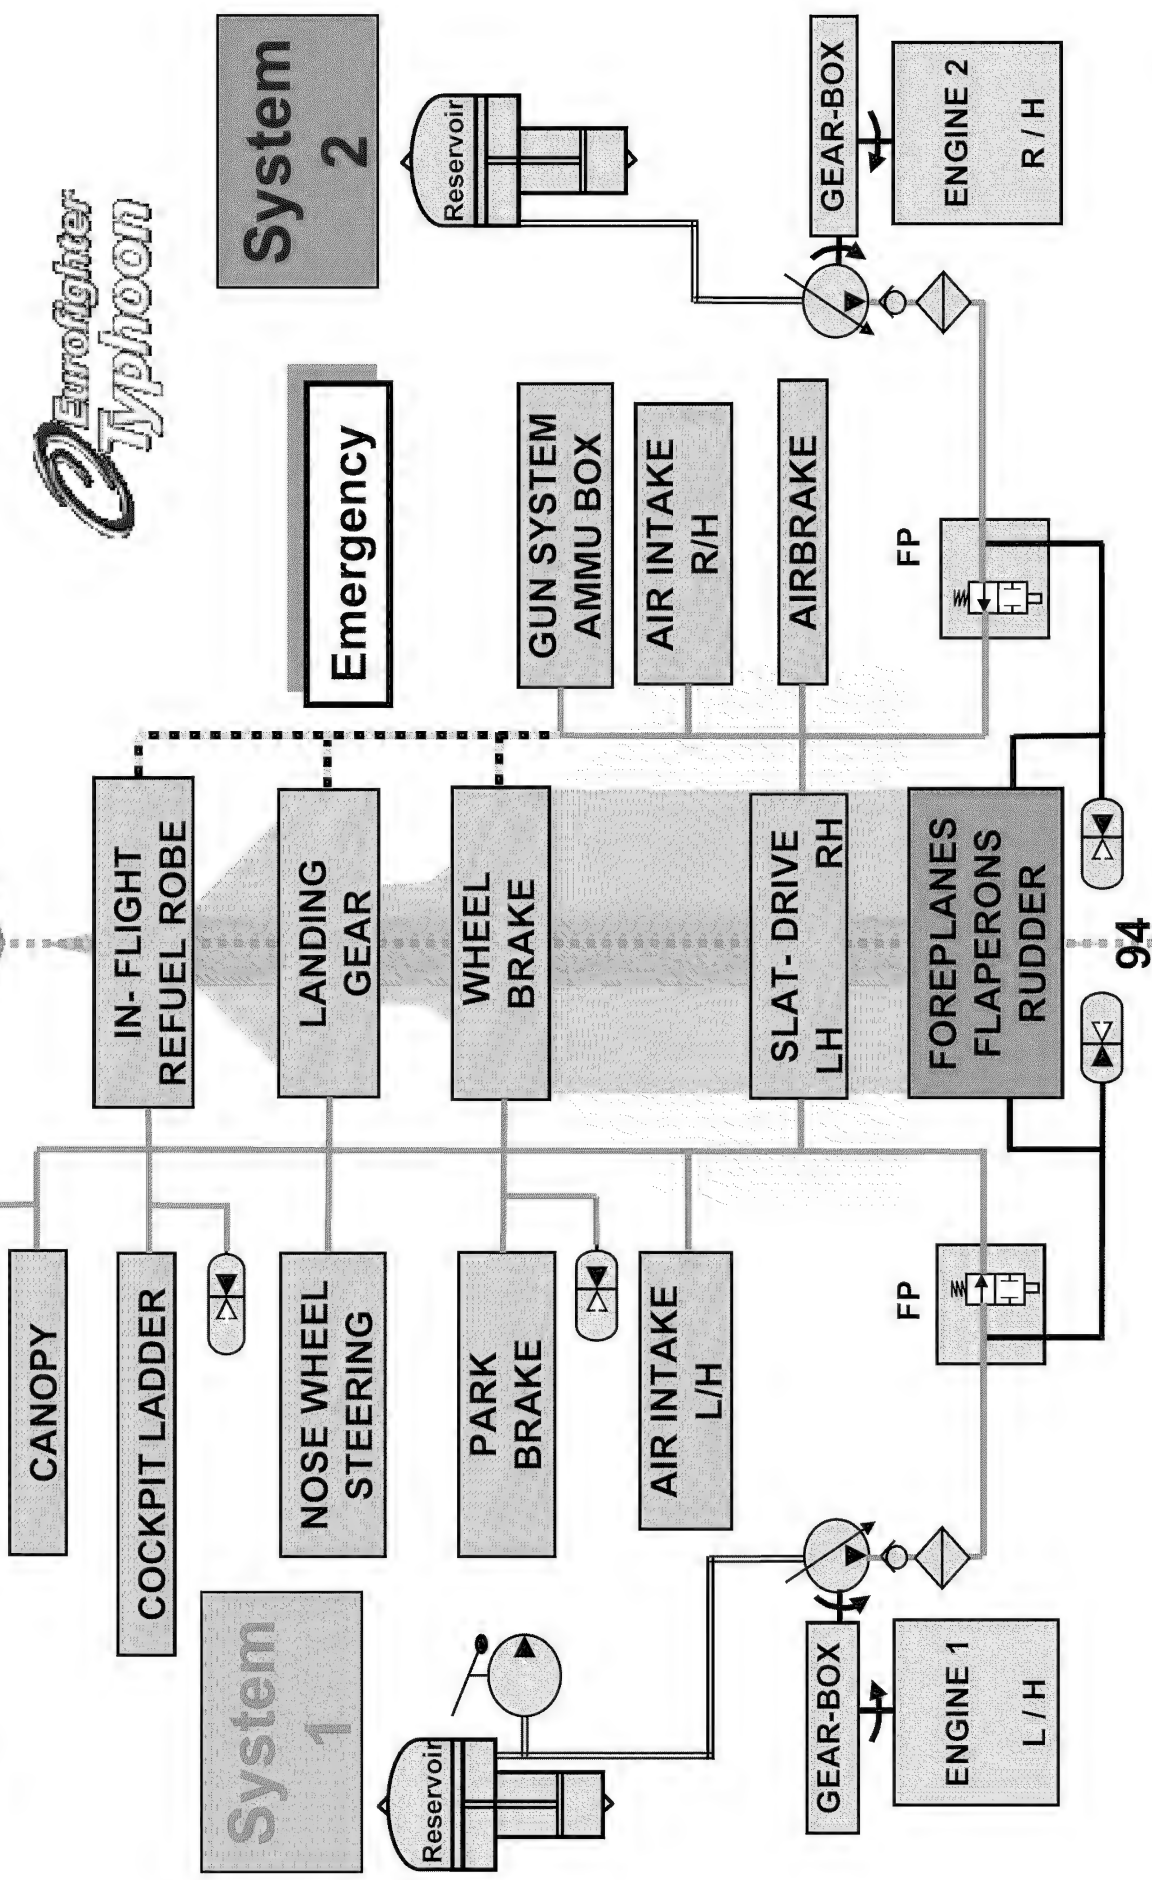 Eurofighter
Typhoon
System
1
Emergency
System
2
CANOPY
COCKPIT LADDER
IN- FLIGHT
REFUEL ROBE
NOSE WHEEL
STEERING
LANDING
GEAR
Reservoir
PARK
BRAKE
WHEEL
BRAKE
GUN SYSTEM
AMMU BOX
Reservoir
AIR INTAKE
L/H
AIR INTAKE
R/H
SLAT- DRIVE
LH RH
AIRBRAKE
GEAR-BOX
GEAR-BOX
FP
FOREPLANES
FLAPERONS
RUDDER
FP
ENGINE 1
L / H
ENGINE 2
R / H
94